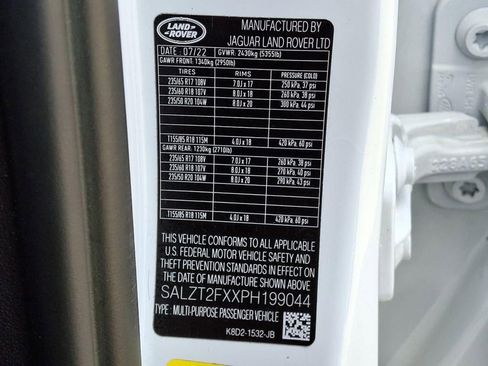 LAND ROVER
MANUFACTURED BY
JAGUAR LAND ROVER LTD
DATE : 07/22 GVWR: 2430kg (5355lb)
GAWR FRONT: 1340kg (2950lb)
TIRES RIMS PRESSURE (COLD)
235/65 R17 108V 7.0J x 17 250 kPa, 37 psi
235/60 R18 107V 8.0J x 18 260 kPa, 38 psi
235/50 R20 104W 8.0J x 20 300 kPa, 44 psi
T155/85 R18 115M 4.0J x 18 420 kPa, 60 psi
GAWR REAR: 1230kg (2710lb)
235/65 R17 108V 7.0J x 17 260 kPa, 38 psi
235/60 R18 107V 8.0J x 18 270 kPa, 40 psi
235/50 R20 104W 8.0J x 20 290 kPa, 43 psi
T155/85 R18 115M 4.0J x 18 420 kPa, 60 psi
THIS VEHICLE CONFORMS TO ALL APPLICABLE
U.S. FEDERAL MOTOR VEHICLE SAFETY AND
THEFT PREVENTION STANDARDS IN EFFECT ON
THE DATE OF MANUFACTURE SHOWN ABOVE
SALZT2FXXPH199044
TYPE: MULTI-PURPOSE PASSENGER VEHICLE
K8D2-1532-JB